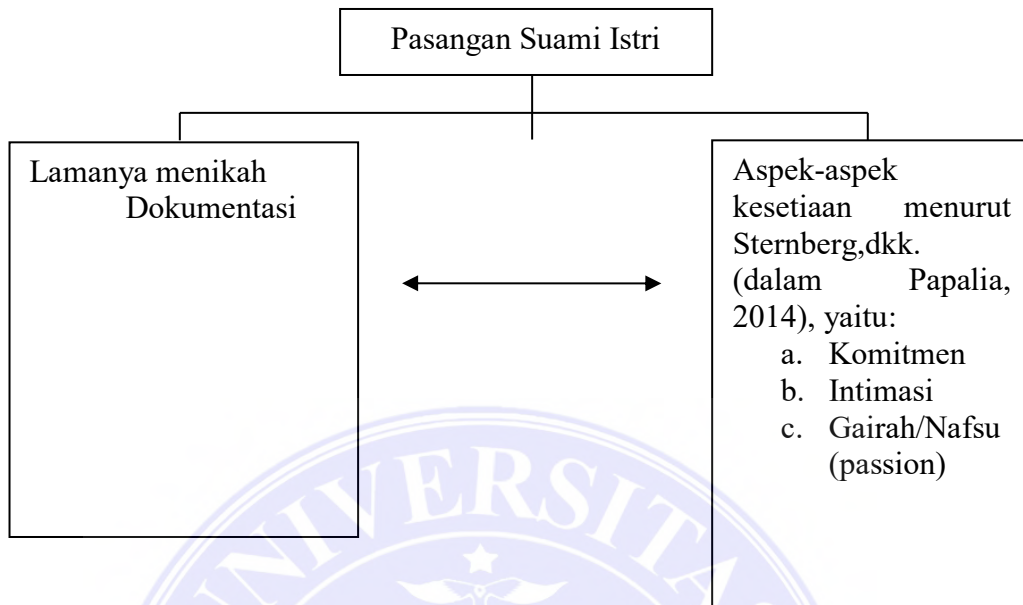 Pasangan Suami Istri
Lamanya menikah
Dokumentasi
Aspek-aspek
kesetiaan menurut
Sternberg,dkk.
(dalam Papalia,
2014), yaitu:
a. Komitmen
b. Intimasi
c. Gairah/Nafsu
(passion)
UNIVERSITA